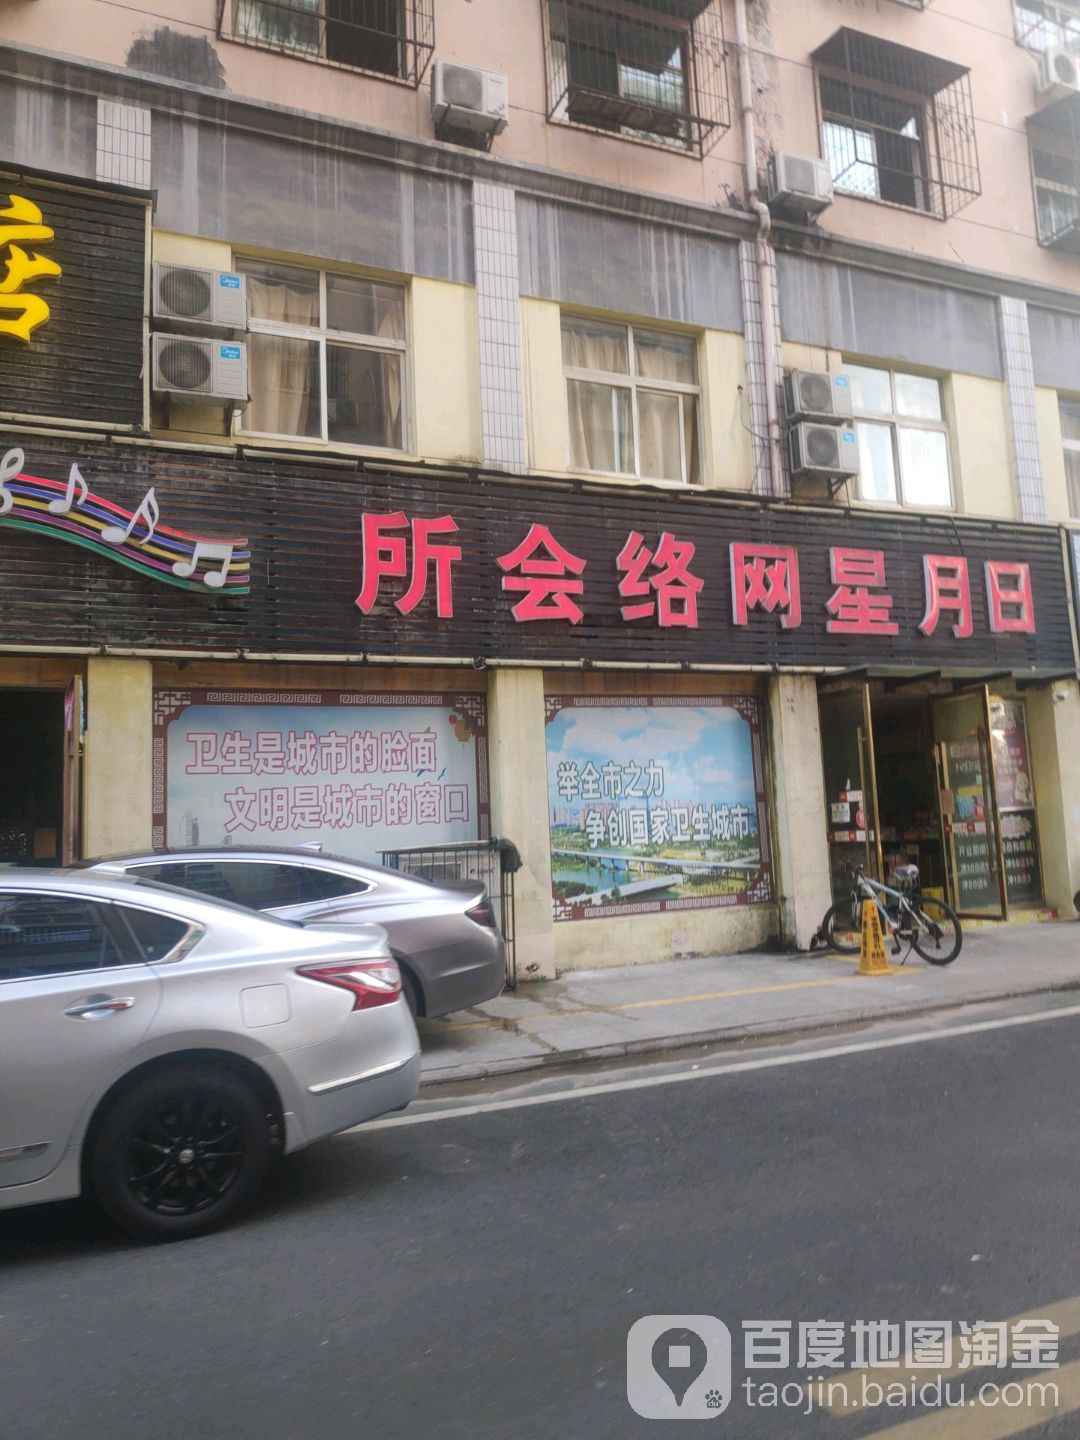 店
所会络网星月日
卫生是城市的脸面
文明是城市的窗口
举全市之力
争创国家卫生城市
百度地图淘金
taojin.baidu.com